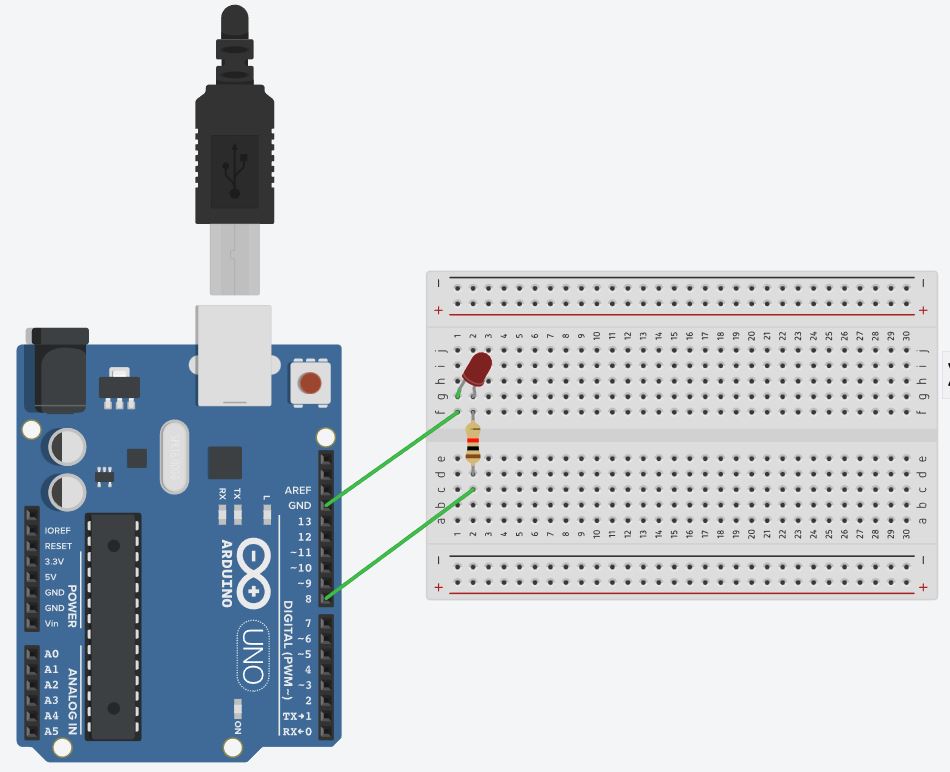 AREF
GND
13
12
~11
~10
~9
8
7
~6
~5
4
~3
2
TX→1
RX←0
DIGITAL (PWM ~)
RX
TX
L
ARDUINO
UNO
ON
IOREF
RESET
3.3V
5V
GND
GND
Vin
POWER
A0
A1
A2
A3
A4
A5
ANALOG IN
− −
+ +
1 2 3 4 5 6 7 8 9 10 11 12 13 14 15 16 17 18 19 20 21 22 23 24 25 26 27 28 29 30
j j
i i
h h
g g
f f
e e
d d
c c
b b
a a
1 2 3 4 5 6 7 8 9 10 11 12 13 14 15 16 17 18 19 20 21 22 23 24 25 26 27 28 29 30
− −
+ +